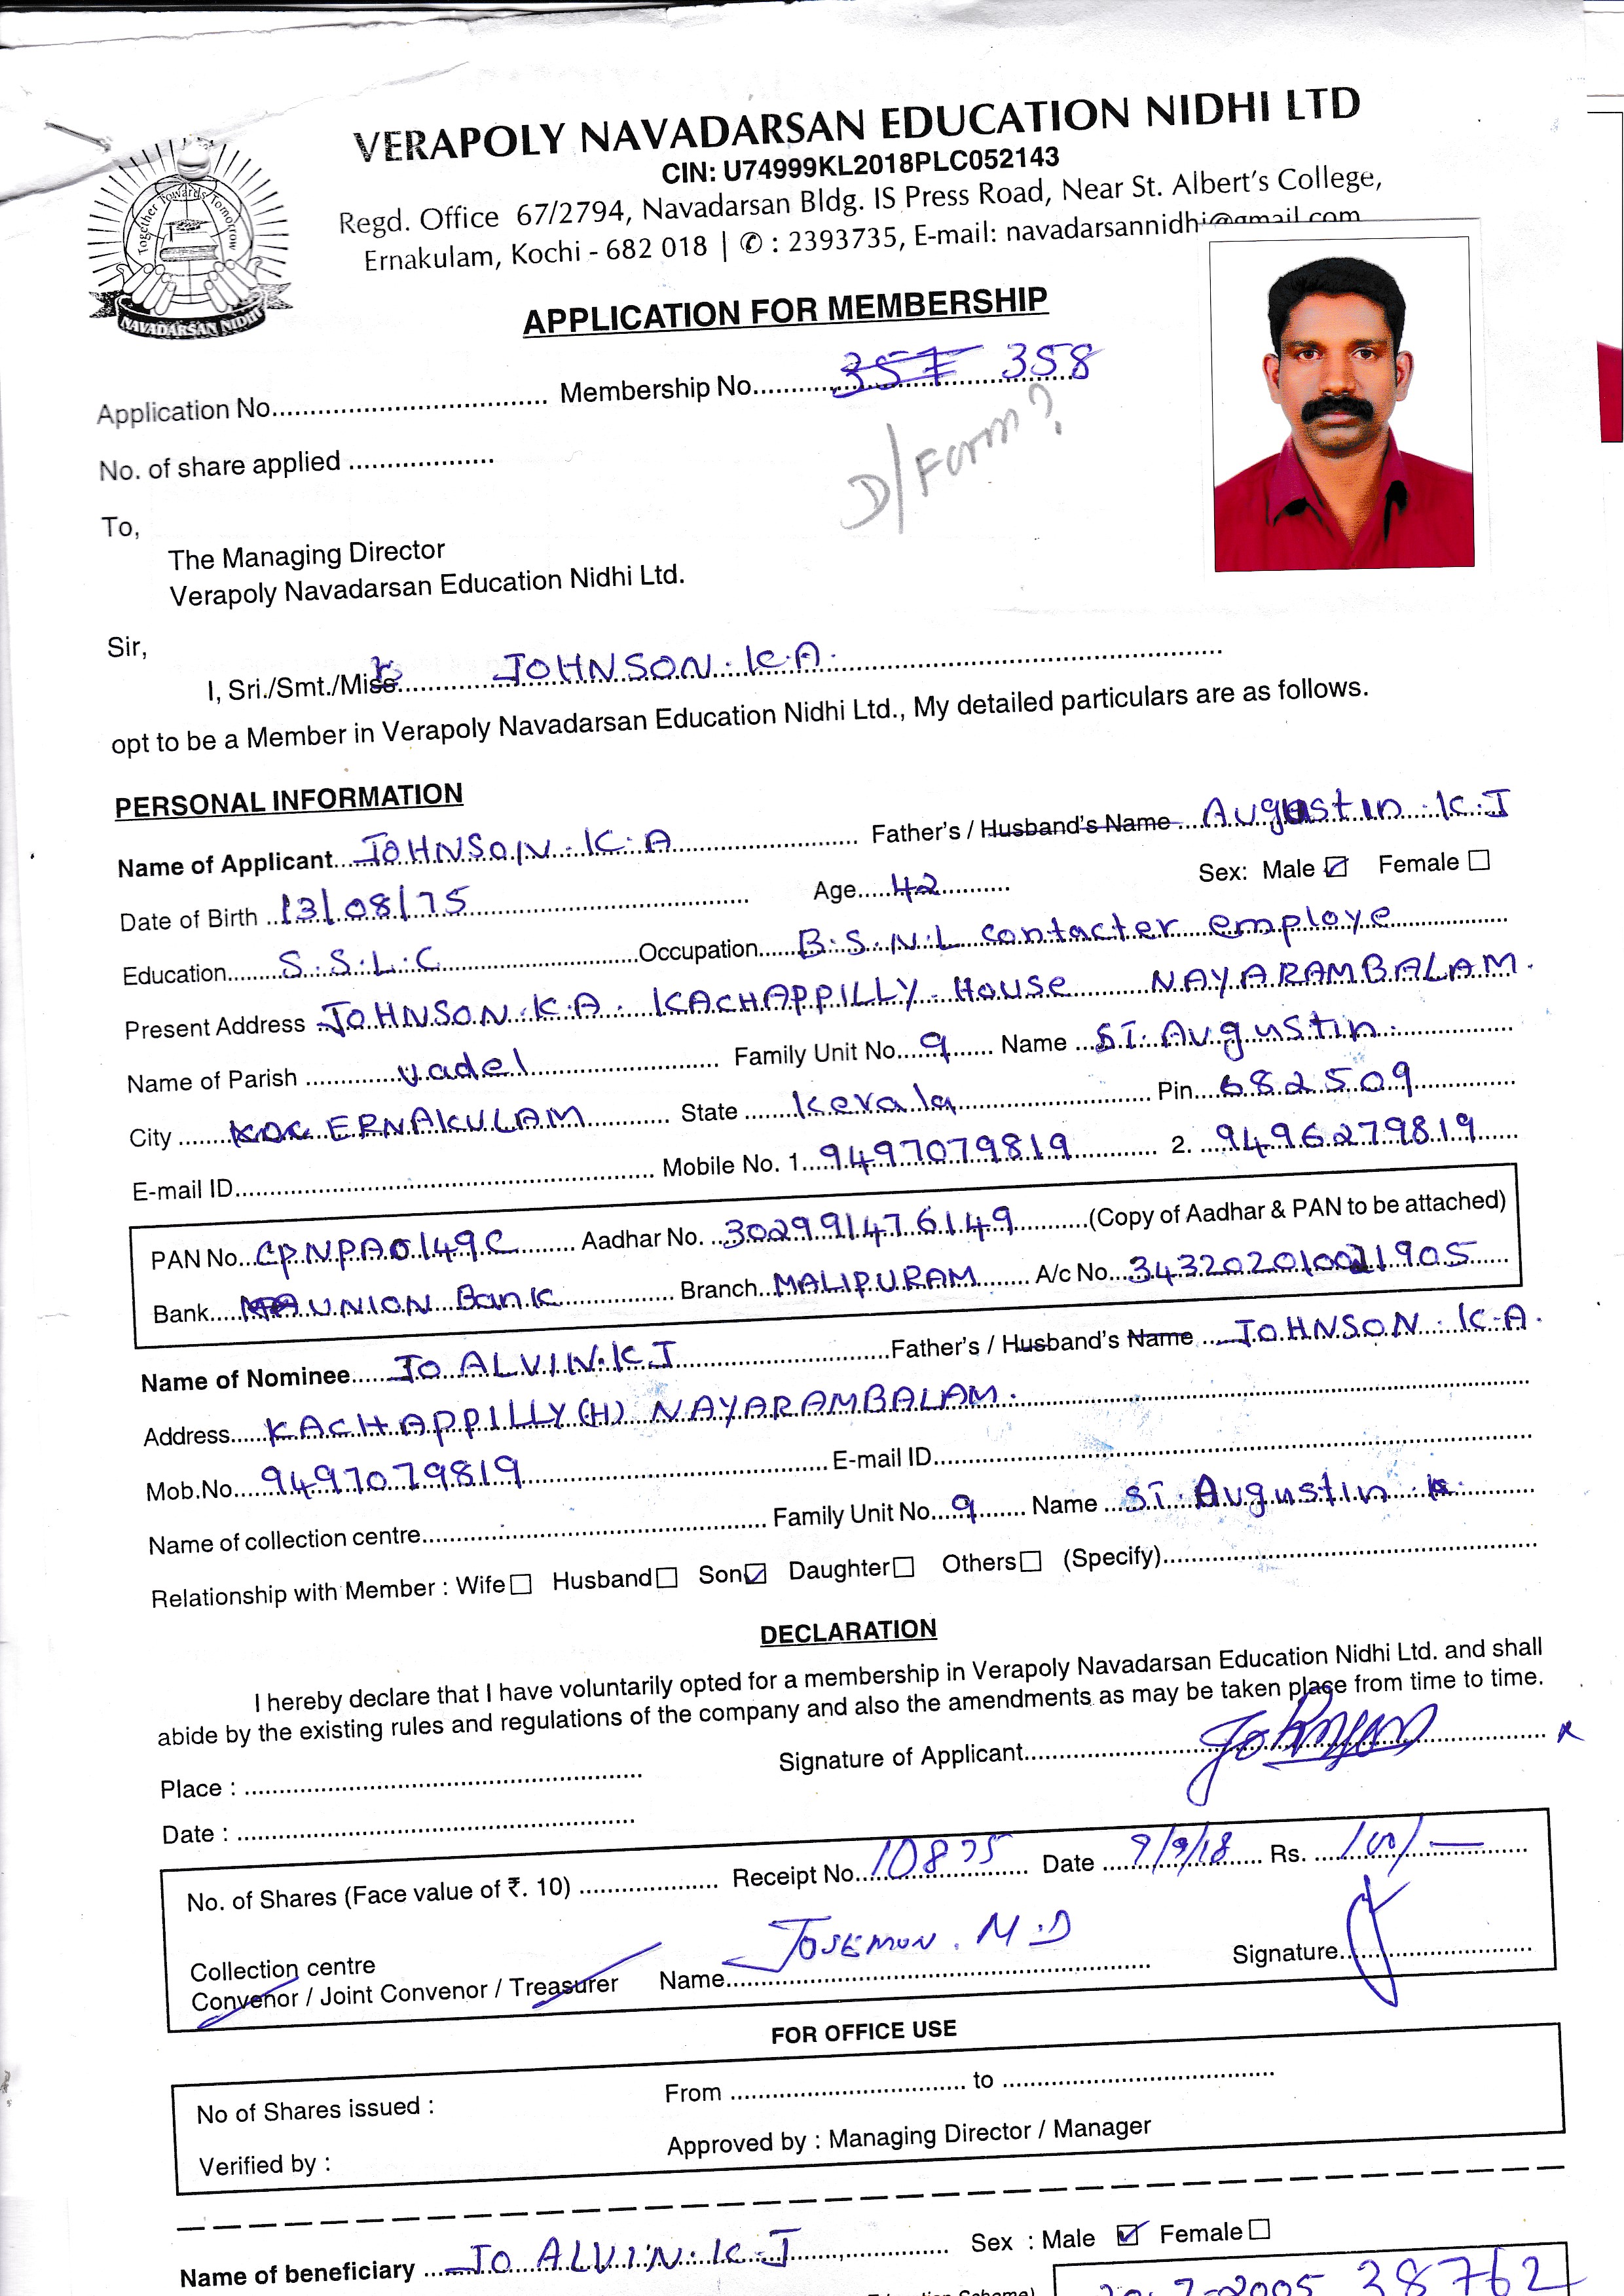 VERAPOLY NAVADARSAN EDUCATION NIDHI LTD
CIN: U74999KL2018PLC052143
Regd. Office 67/2794, Navadarsan Bldg. IS Press Road, Near St. Albert's College,
Ernakulam, Kochi - 682 018 | ✆ : 2393735, E-mail: navadarsannidhi@gmail.com
Together Towards Tomorrow
NAVADARSAN NIDHI
APPLICATION FOR MEMBERSHIP
Application No. Membership No. 357 358
D/Form?
No. of share applied
To,
The Managing Director
Verapoly Navadarsan Education Nidhi Ltd.
Sir,
I, Sri./Smt./Miss JOHNSON.K.A.
opt to be a Member in Verapoly Navadarsan Education Nidhi Ltd., My detailed particulars are as follows.
PERSONAL INFORMATION
Name of Applicant JOHNSON.K.A Father's / Husband's Name Augustin.K.J
Date of Birth 13/08/75 Age 42 Sex: Male ☑ Female ☐
Education S.S.L.C Occupation B.S.N.L contacter employe
Present Address JOHNSON.K.A. KACHAPPILLY House NAYARAMBALAM.
Name of Parish vadel Family Unit No. 9 Name ST. Augustin.
City ERNAKULAM State Kerala Pin 682509
E-mail ID Mobile No. 1. 9497079819 2. 9496279819
PAN No. CPNPA0149C Aadhar No. 302991476149 (Copy of Aadhar & PAN to be attached)
Bank UNION Bank Branch MALIPURAM A/c No. 343202010021905
Name of Nominee JO ALVIN.K J Father's / Husband's Name JOHNSON.K.A.
Address KACHAPPILLY(H) NAYARAMBALAM.
Mob.No. 9497079819 E-mail ID
Name of collection centre Family Unit No. 9 Name ST. Augustin
Relationship with Member : Wife ☐ Husband ☐ Son ☑ Daughter ☐ Others ☐ (Specify)
DECLARATION
I hereby declare that I have voluntarily opted for a membership in Verapoly Navadarsan Education Nidhi Ltd. and shall
abide by the existing rules and regulations of the company and also the amendments as may be taken place from time to time.
Signature of Applicant Johnson
Place :
Date :
No. of Shares (Face value of ₹. 10) Receipt No. 10875 Date 9/9/18 Rs. 100/-
Collection centre
Convenor / Joint Convenor / Treasurer Name JOSEMON. M.D Signature
FOR OFFICE USE
No of Shares issued : From to
Verified by : Approved by : Managing Director / Manager
Name of beneficiary JO ALVIN.K.J Sex : Male ☑ Female ☐
2005 38762